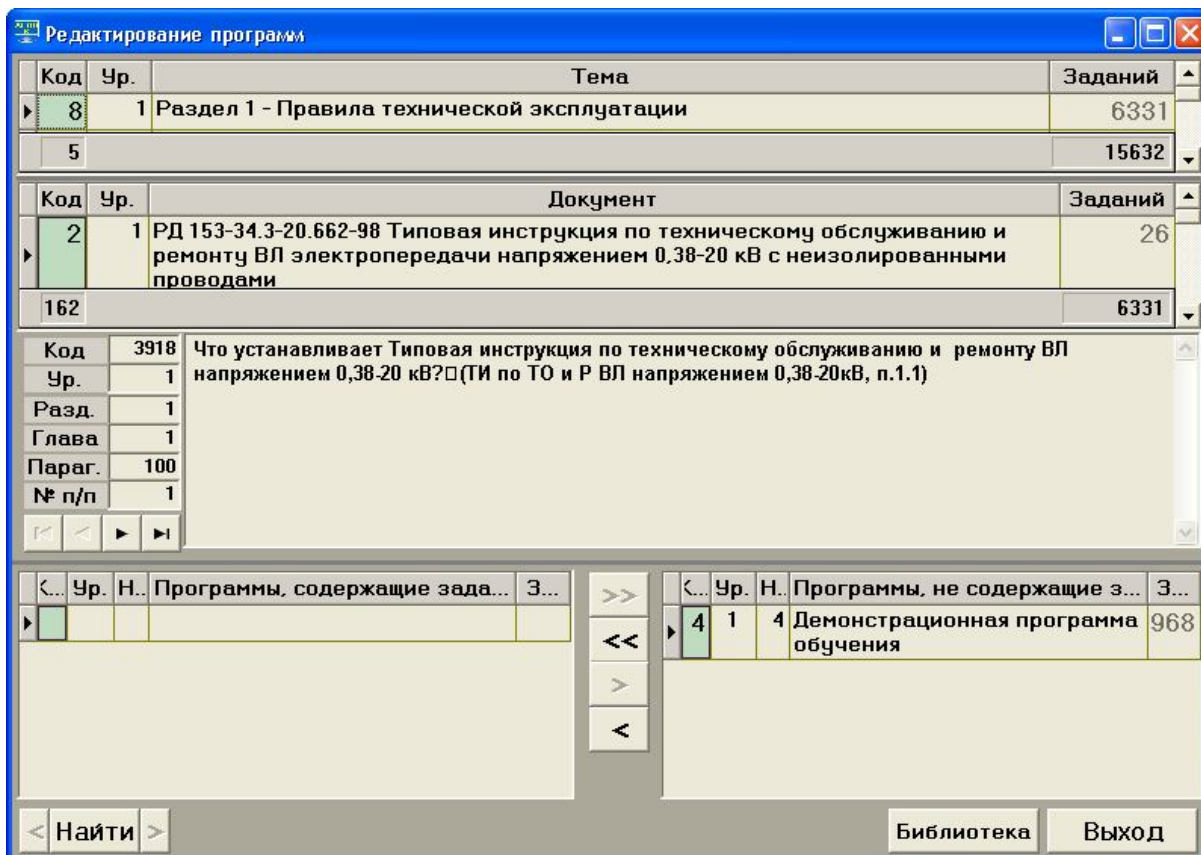 Редактирование программ
Код Ур. Тема Заданий
8 1 Раздел 1 - Правила технической эксплуатации 6331
5 15632
Код Ур. Документ Заданий
2 1 РД 153-34.3-20.662-98 Типовая инструкция по техническому обслуживанию и 26
ремонту ВЛ электропередачи напряжением 0,38-20 кВ с неизолированными
проводами
162 6331
Код 3918
Ур. 1
Разд. 1
Глава 1
Параг. 100
№ п/п 1
Что устанавливает Типовая инструкция по техническому обслуживанию и ремонту ВЛ
напряжением 0,38-20 кВ?□(ТИ по ТО и Р ВЛ напряжением 0,38-20кВ, п.1.1)
К... Ур. Н.. Программы, содержащие зада... З...
>>
<<
>
<
К... Ур. Н.. Программы, не содержащие з... З...
4 1 4 Демонстрационная программа 968
обучения
< Найти >
Библиотека
Выход